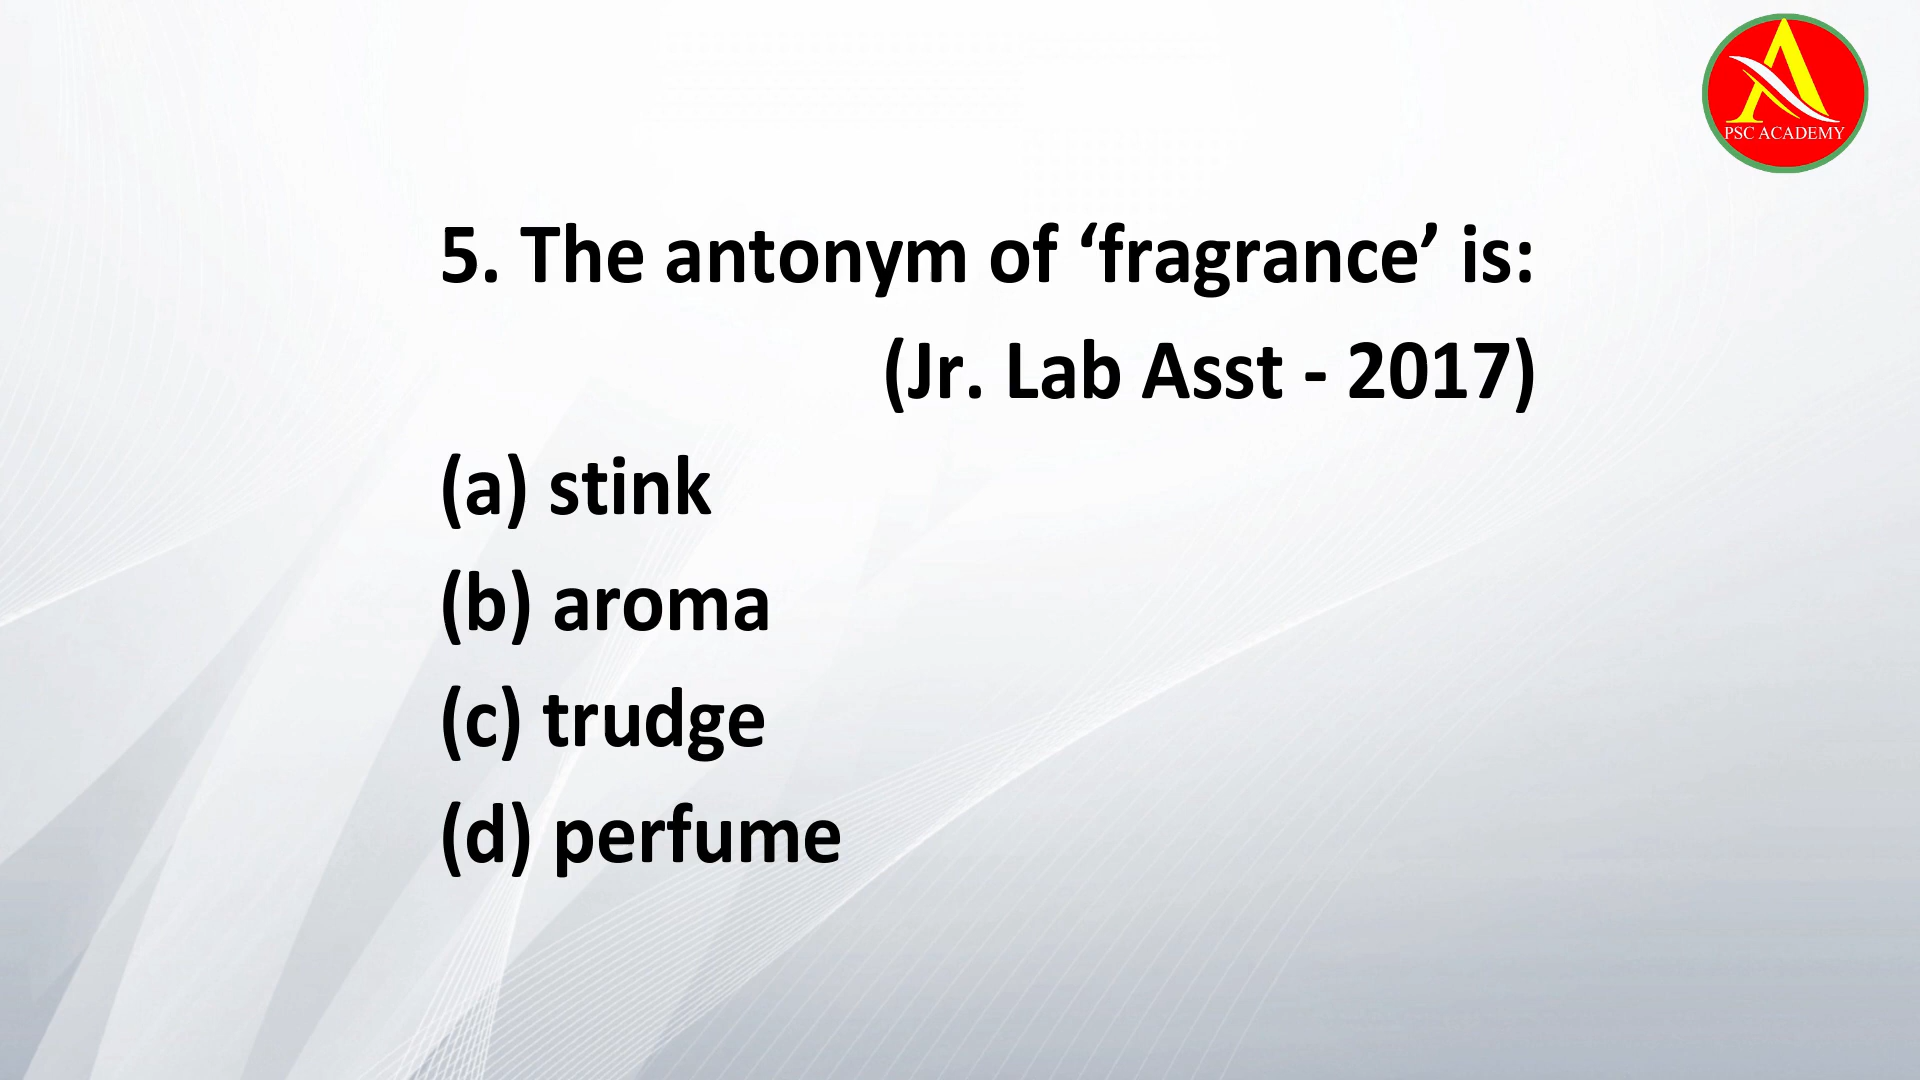 PSC ACADEMY
5. The antonym of ‘fragrance’ is:
(Jr. Lab Asst - 2017)
(a) stink
(b) aroma
(c) trudge
(d) perfume